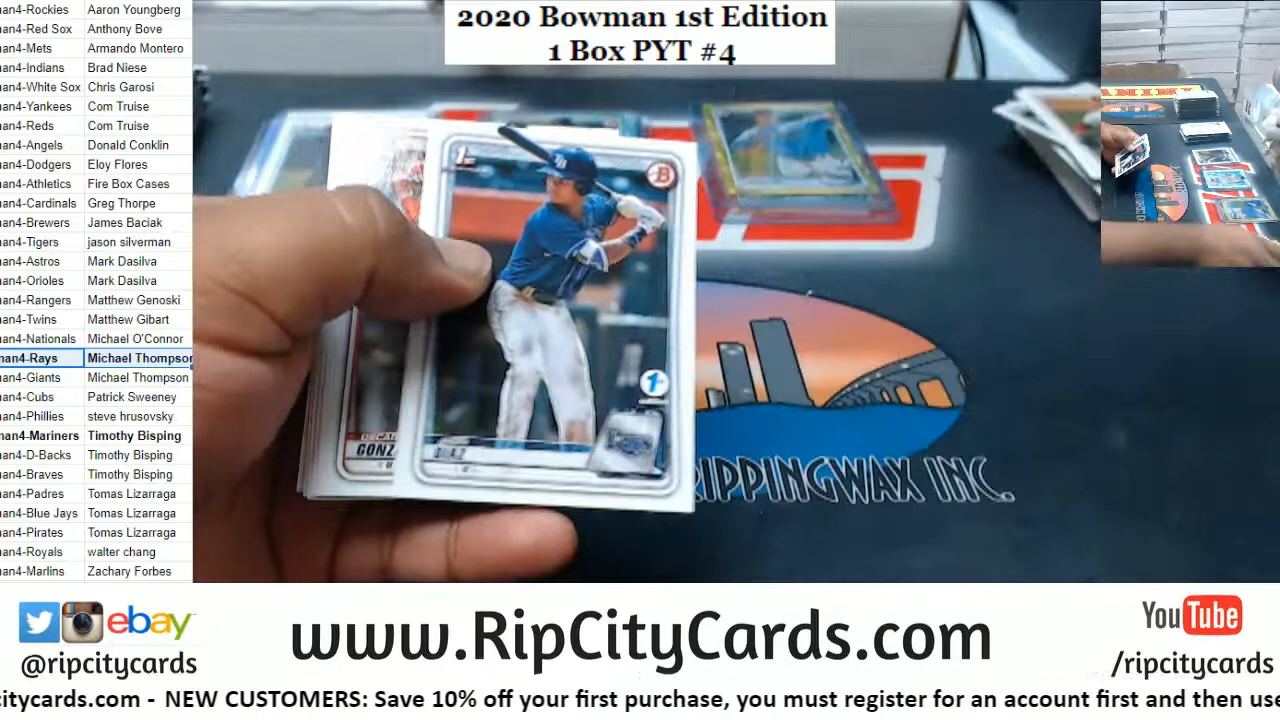 2020 Bowman 1st Edition
1 Box PYT #4
nan4-Rockies Aaron Youngberg
nan4-Red Sox Anthony Bove
nan4-Mets Armando Montero
nan4-Indians Brad Niese
nan4-White Sox Chris Garosi
nan4-Yankees Com Truise
nan4-Reds Com Truise
nan4-Angels Donald Conklin
nan4-Dodgers Eloy Flores
nan4-Athletics Fire Box Cases
nan4-Cardinals Greg Thorpe
nan4-Brewers James Baciak
nan4-Tigers jason silverman
nan4-Astros Mark Dasilva
nan4-Orioles Mark Dasilva
nan4-Rangers Matthew Genoski
nan4-Twins Matthew Gibart
nan4-Nationals Michael O'Connor
nan4-Rays Michael Thompson
nan4-Giants Michael Thompson
nan4-Cubs Patrick Sweeney
nan4-Phillies steve hrusovsky
nan4-Mariners Timothy Bisping
nan4-D-Backs Timothy Bisping
nan4-Braves Timothy Bisping
nan4-Padres Tomas Lizarraga
nan4-Blue Jays Tomas Lizarraga
nan4-Pirates Tomas Lizarraga
nan4-Royals walter chang
nan4-Marlins Zachary Forbes
1st
B
TB
1st
DIAZ
GONZ
RIPPINGWAX INC.
PANINI
ebay
@ripcitycards
www.RipCityCards.com
YouTube
/ripcitycards
citycards.com - NEW CUSTOMERS: Save 10% off your first purchase, you must register for an account first and then use